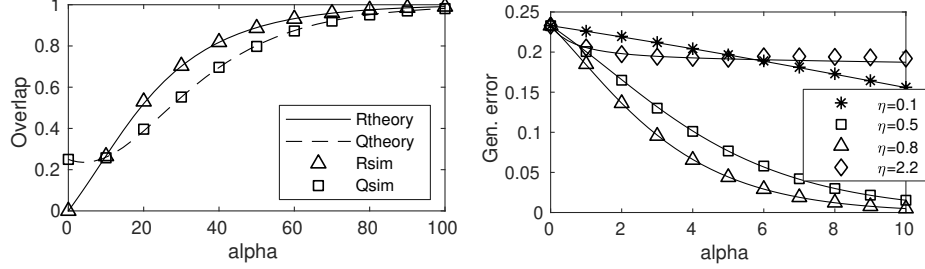 1
0.8
0.6
0.4
0.2
0
Overlap
0 20 40 60 80 100
alpha
Rtheory
Qtheory
Rsim
Qsim
0.25
0.2
0.15
0.1
0.05
0
Gen. error
0 2 4 6 8 10
alpha
η=0.1
η=0.5
η=0.8
η=2.2